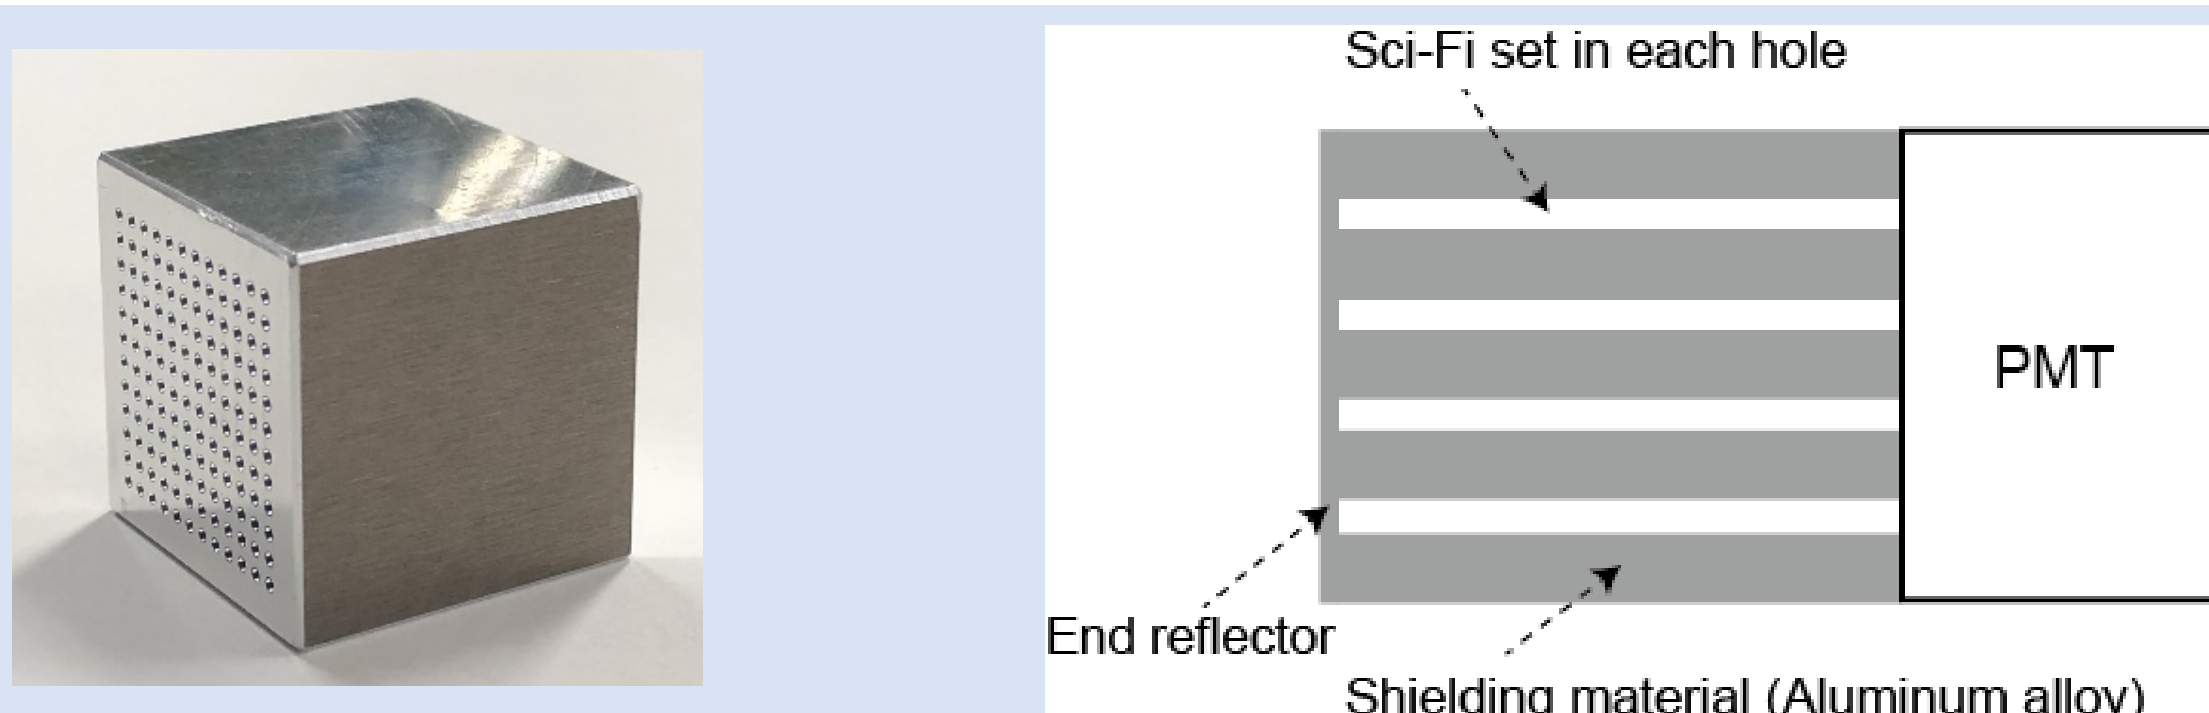 Sci-Fi set in each hole
PMT
End reflector
Shielding material (Aluminum alloy)